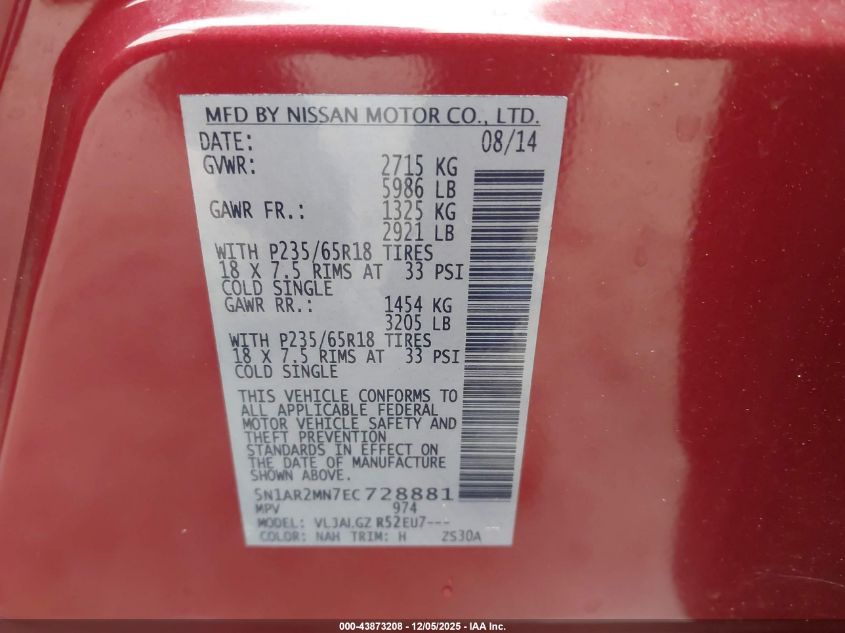 MFD BY NISSAN MOTOR CO., LTD.
DATE: 08/14
GVWR: 2715 KG
5986 LB
GAWR FR.: 1325 KG
2921 LB
WITH P235/65R18 TIRES
18 X 7.5 RIMS AT 33 PSI
COLD SINGLE
GAWR RR.: 1454 KG
3205 LB
WITH P235/65R18 TIRES
18 X 7.5 RIMS AT 33 PSI
COLD SINGLE
THIS VEHICLE CONFORMS TO
ALL APPLICABLE FEDERAL
MOTOR VEHICLE SAFETY AND
THEFT PREVENTION
STANDARDS IN EFFECT ON
THE DATE OF MANUFACTURE
SHOWN ABOVE.
5N1AR2MN7EC728881
MPV 974
MODEL: R52EU7---
COLOR: NAH TRIM: H ZS30A
000-43873208 - 12/05/2025 - IAA Inc.